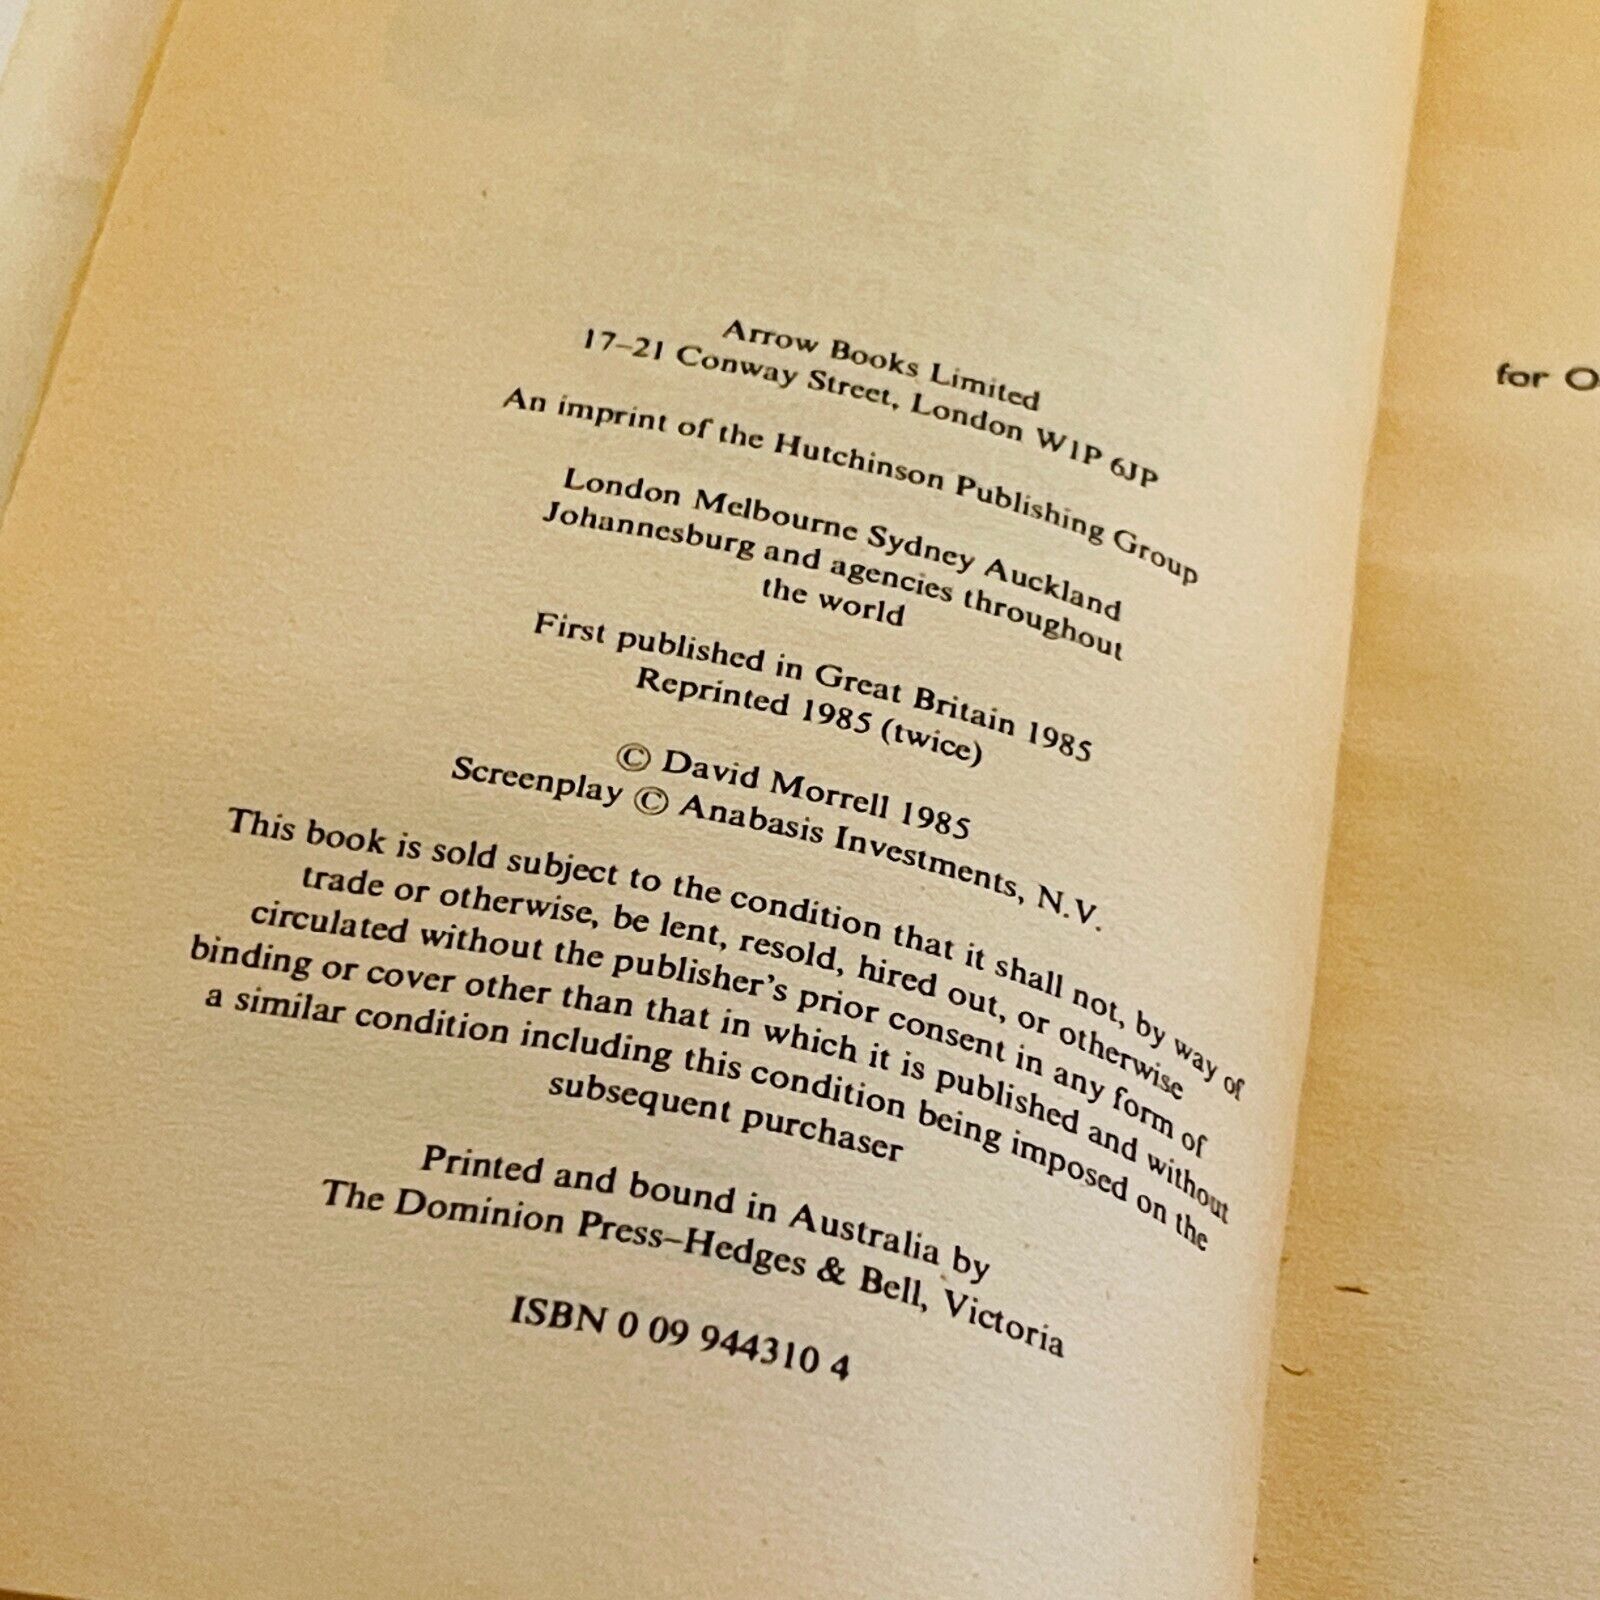 Arrow Books Limited
17–21 Conway Street, London W1P 6JP
An imprint of the Hutchinson Publishing Group
London Melbourne Sydney Auckland
Johannesburg and agencies throughout
the world
First published in Great Britain 1985
Reprinted 1985 (twice)
© David Morrell 1985
Screenplay © Anabasis Investments, N.V.
This book is sold subject to the condition that it shall not, by way of
trade or otherwise, be lent, resold, hired out, or otherwise
circulated without the publisher's prior consent in any form of
binding or cover other than that in which it is published and without
a similar condition including this condition being imposed on the
subsequent purchaser
Printed and bound in Australia by
The Dominion Press–Hedges & Bell, Victoria
ISBN 0 09 944310 4
for